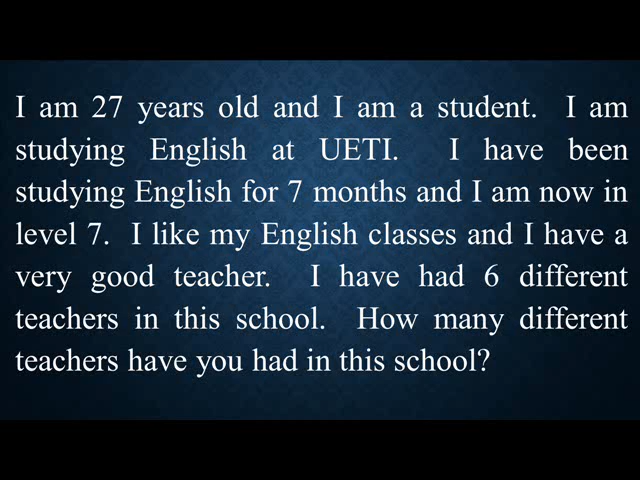 I am 27 years old and I am a student.  I am
studying English at UETI.  I have been
studying English for 7 months and I am now in
level 7.  I like my English classes and I have a
very good teacher.  I have had 6 different
teachers in this school.  How many different
teachers have you had in this school?